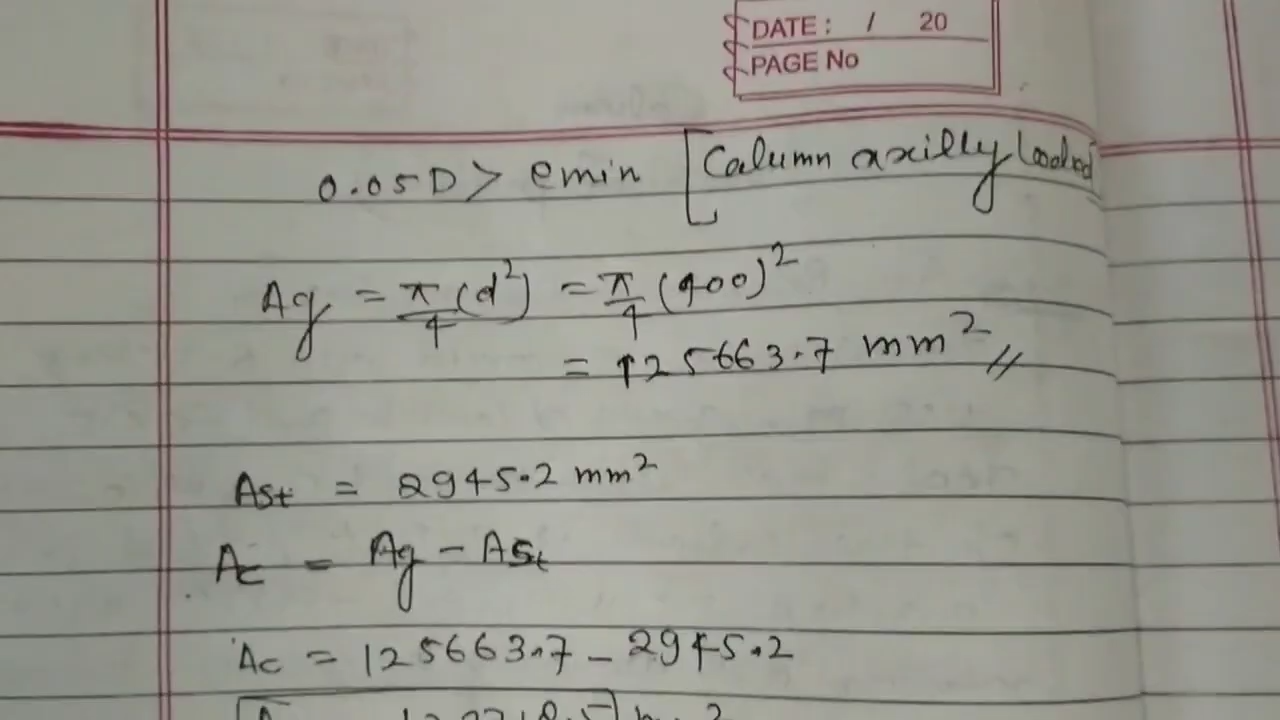 DATE : / 20
PAGE No
0.05D > emin [Calumn axilly Loaded]
Ag = π/4 (d²) = π/4 (400)²
= 125663.7 mm²
Ast = 2945.2 mm²
Ac = Ag - Ast
Ac = 125663.7 - 2945.2